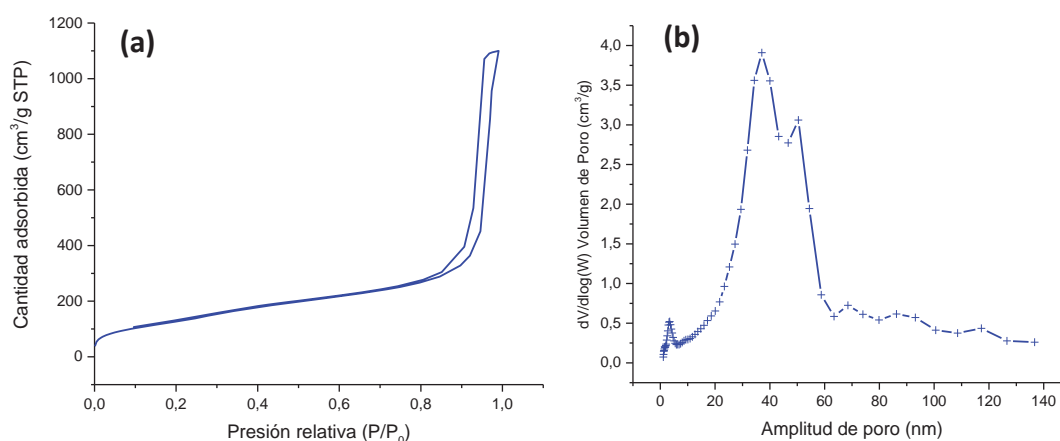 (a)
Cantidad adsorbida (cm³/g STP)
1200
1000
800
600
400
200
0
0,0 0,2 0,4 0,6 0,8 1,0
Presión relativa (P/P₀)
(b)
dV/dlog(W) Volumen de Poro (cm³/g)
4,0
3,5
3,0
2,5
2,0
1,5
1,0
0,5
0,0
0 20 40 60 80 100 120 140
Amplitud de poro (nm)